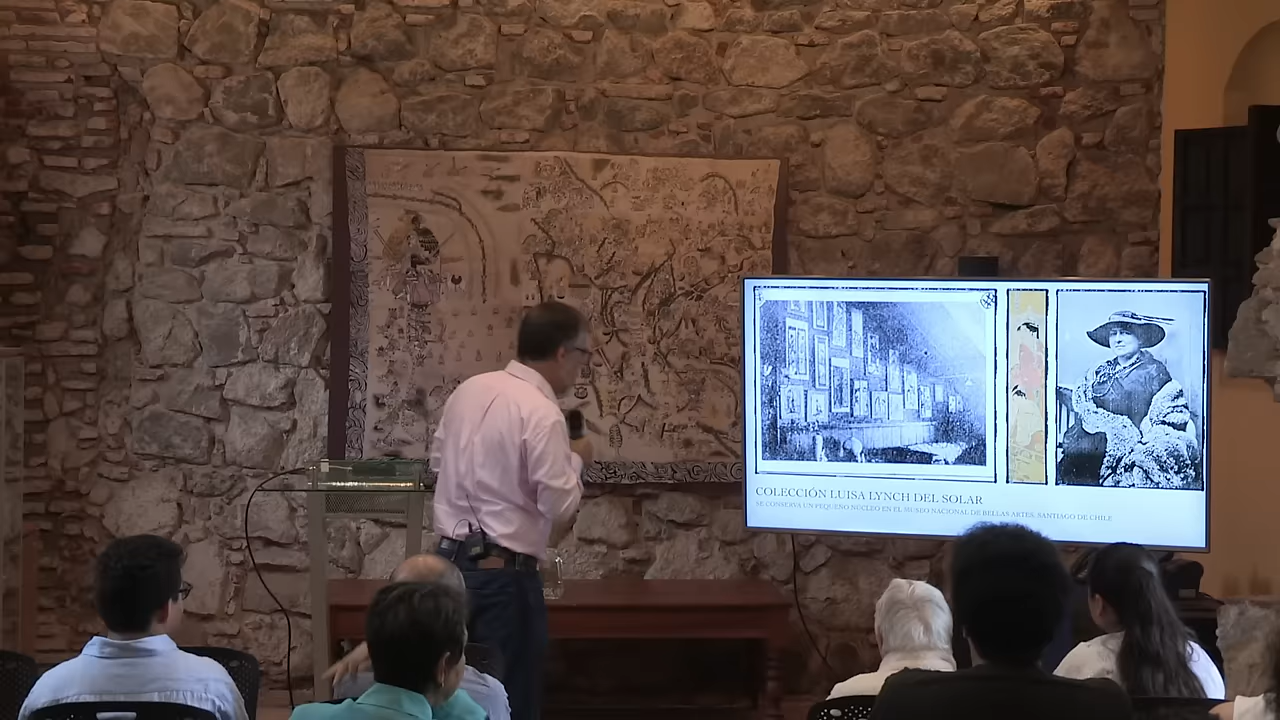 COLECCIÓN LUISA LYNCH DEL SOLAR
SE CONSERVA UN PEQUEÑO NÚCLEO EN EL MUSEO NACIONAL DE BELLAS ARTES, SANTIAGO DE CHILE